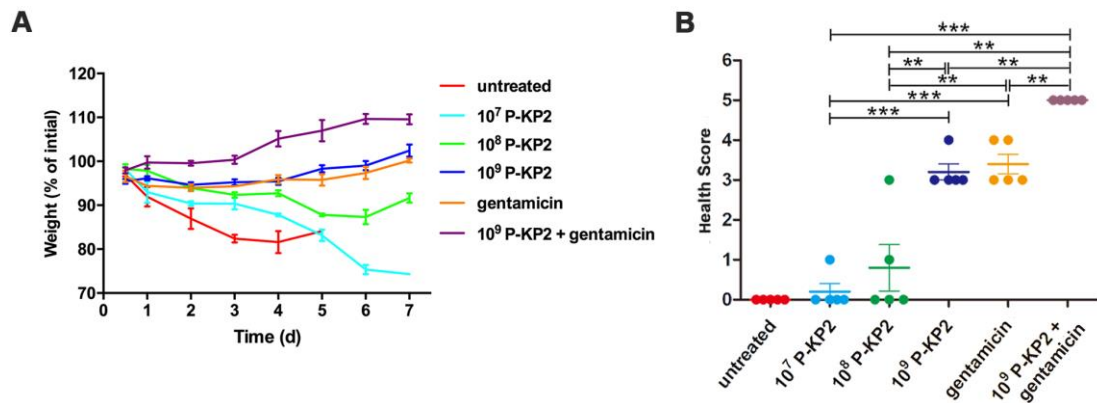 A
Weight (% of intial)
120
110
100
90
80
70
0 1 2 3 4 5 6 7
Time (d)
untreated
10⁷ P-KP2
10⁸ P-KP2
10⁹ P-KP2
gentamicin
10⁹ P-KP2 + gentamicin
B
Health Score
6
5
4
3
2
1
0
***
**
** **
** **
***
***
untreated
10⁷ P-KP2
10⁸ P-KP2
10⁹ P-KP2
gentamicin
10⁹ P-KP2 +
gentamicin